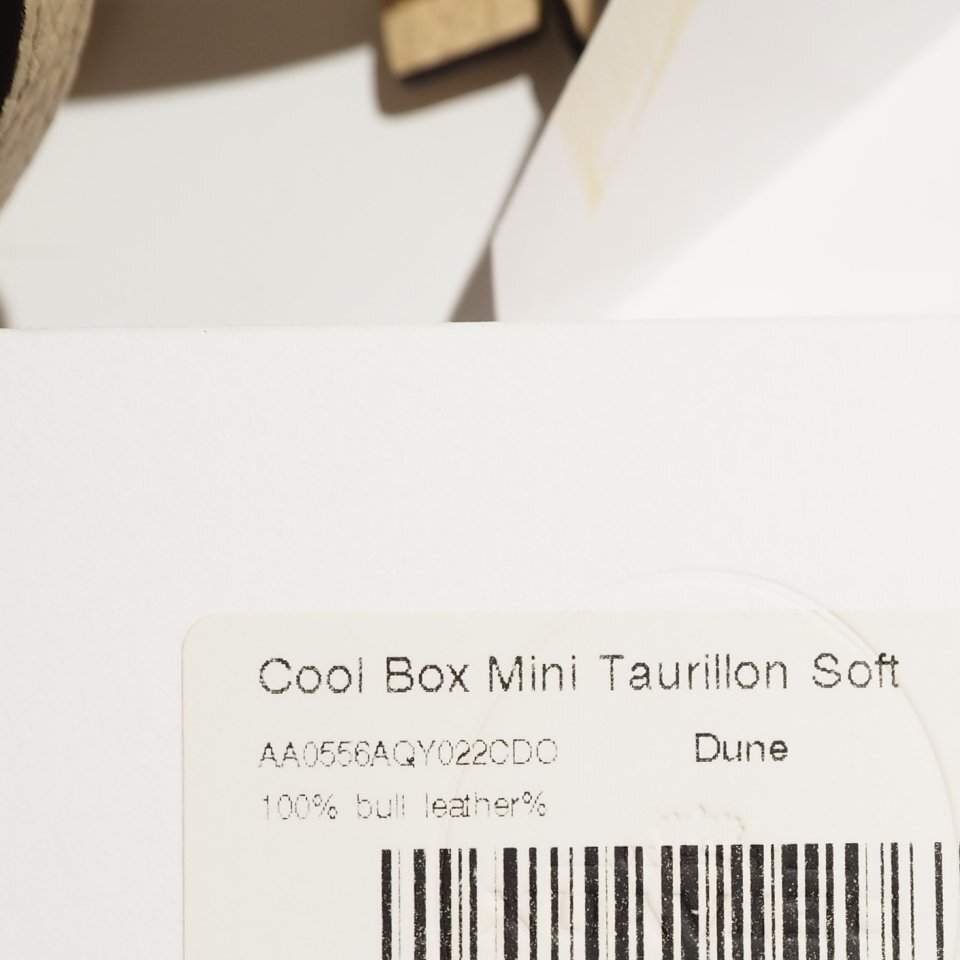 Cool Box Mini Taurillon Soft
AA0556AQY022CDO Dune
100% bull leather%